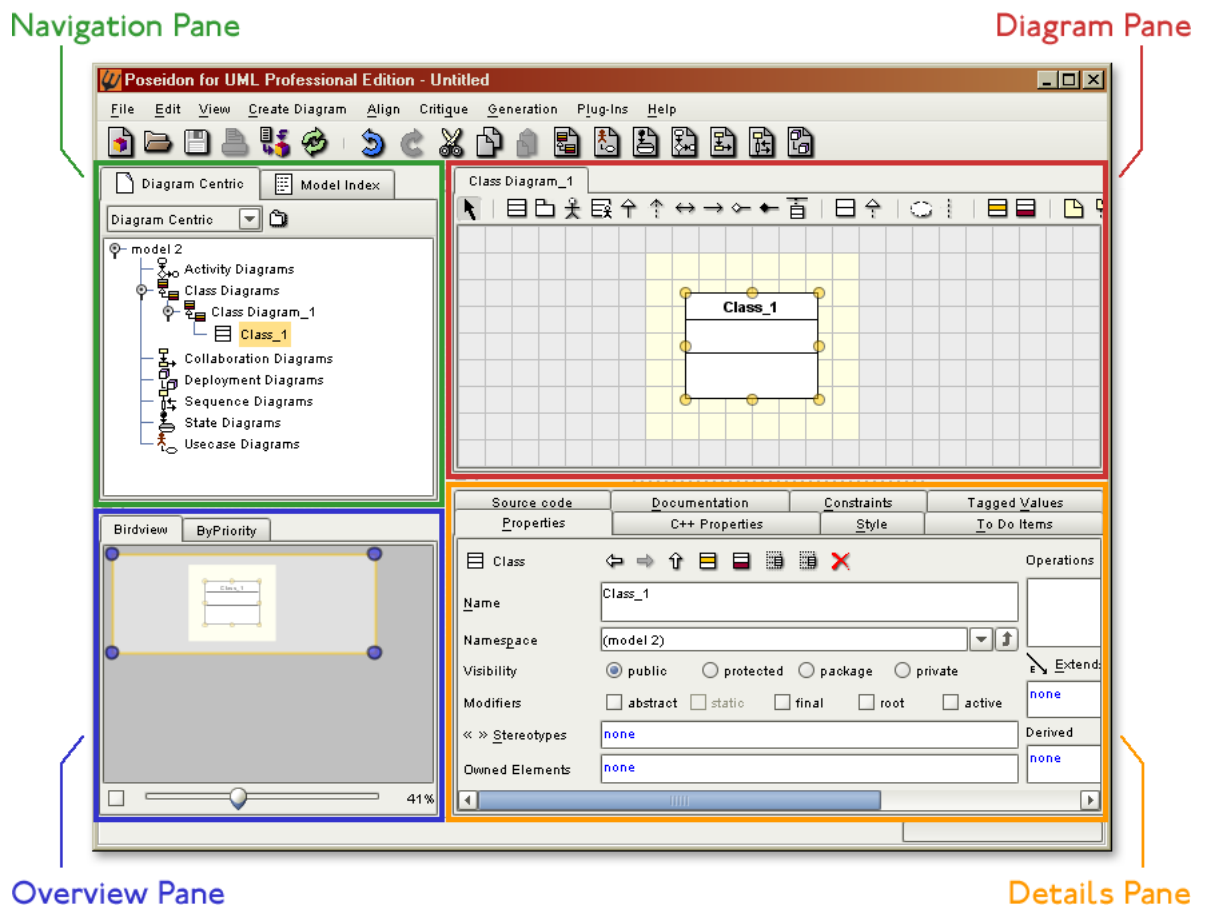 Navigation Pane
Diagram Pane
Poseidon for UML Professional Edition - Untitled
File Edit View Create Diagram Align Critique Generation Plug-Ins Help
Diagram Centric Model Index
Diagram Centric
model 2
Activity Diagrams
Class Diagrams
Class Diagram_1
Class_1
Collaboration Diagrams
Deployment Diagrams
Sequence Diagrams
State Diagrams
Usecase Diagrams
Class Diagram_1
Class_1
Birdview ByPriority
Class_1
41%
Source code Documentation Constraints Tagged Values
Properties C++ Properties Style To Do Items
Class
Operations
Name Class_1
Namespace (model 2)
Visibility public protected package private
E Extend:
Modifiers abstract static final root active
none
« » Stereotypes none
Derived
Owned Elements none
none
Overview Pane
Details Pane